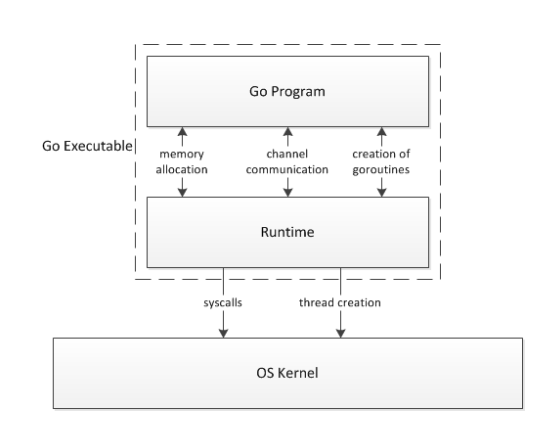 Go Program
Go Executable
memory
allocation
channel
communication
creation of
goroutines
Runtime
syscalls
thread creation
OS Kernel